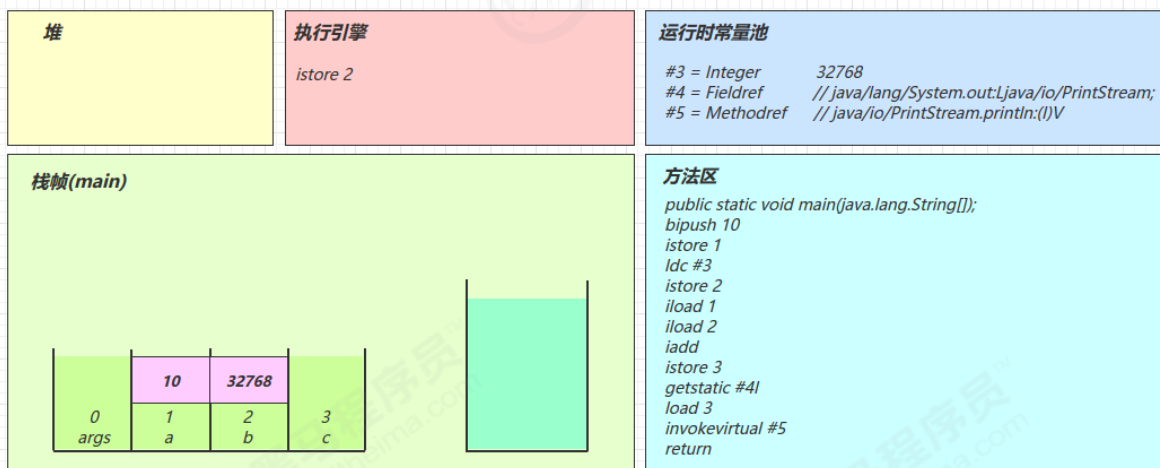 堆
执行引擎
istore 2
运行时常量池
#3 = Integer 32768
#4 = Fieldref // java/lang/System.out:Ljava/io/PrintStream;
#5 = Methodref // java/io/PrintStream.println:(I)V
栈帧(main)
10 32768
0 1 2 3
args a b c
方法区
public static void main(java.lang.String[]);
bipush 10
istore 1
ldc #3
istore 2
iload 1
iload 2
iadd
istore 3
getstatic #4I
load 3
invokevirtual #5
return